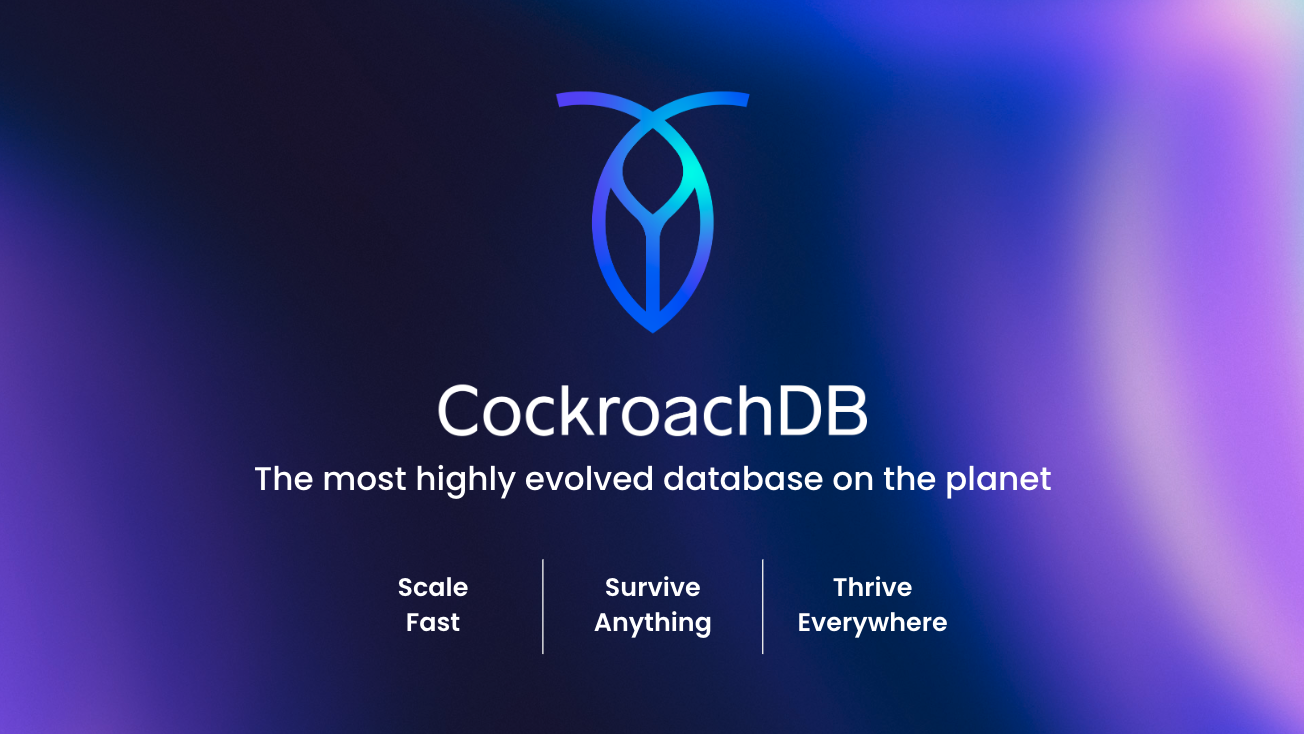 CockroachDB
The most highly evolved database on the planet
Scale
Fast
Survive
Anything
Thrive
Everywhere